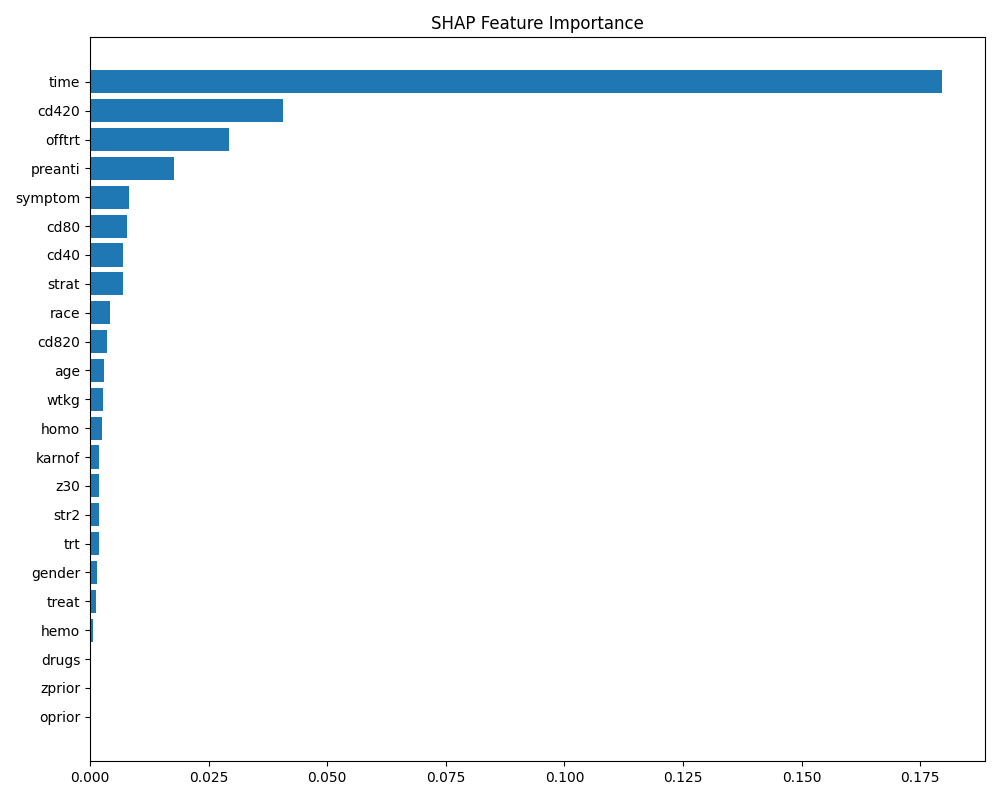 SHAP Feature Importance
time
cd420
offtrt
preanti
symptom
cd80
cd40
strat
race
cd820
age
wtkg
homo
karnof
z30
str2
trt
gender
treat
hemo
drugs
zprior
oprior
0.000 0.025 0.050 0.075 0.100 0.125 0.150 0.175